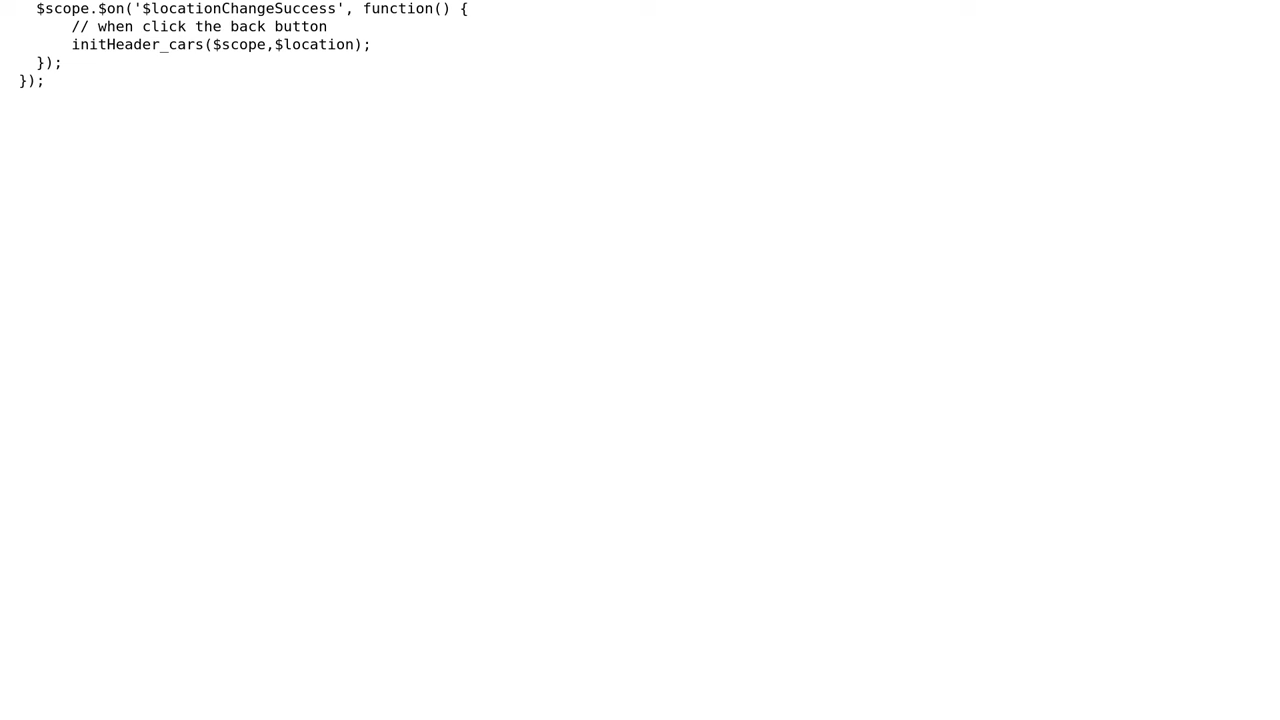 $scope.$on('$locationChangeSuccess', function() {
// when click the back button
initHeader_cars($scope,$location);
});
});